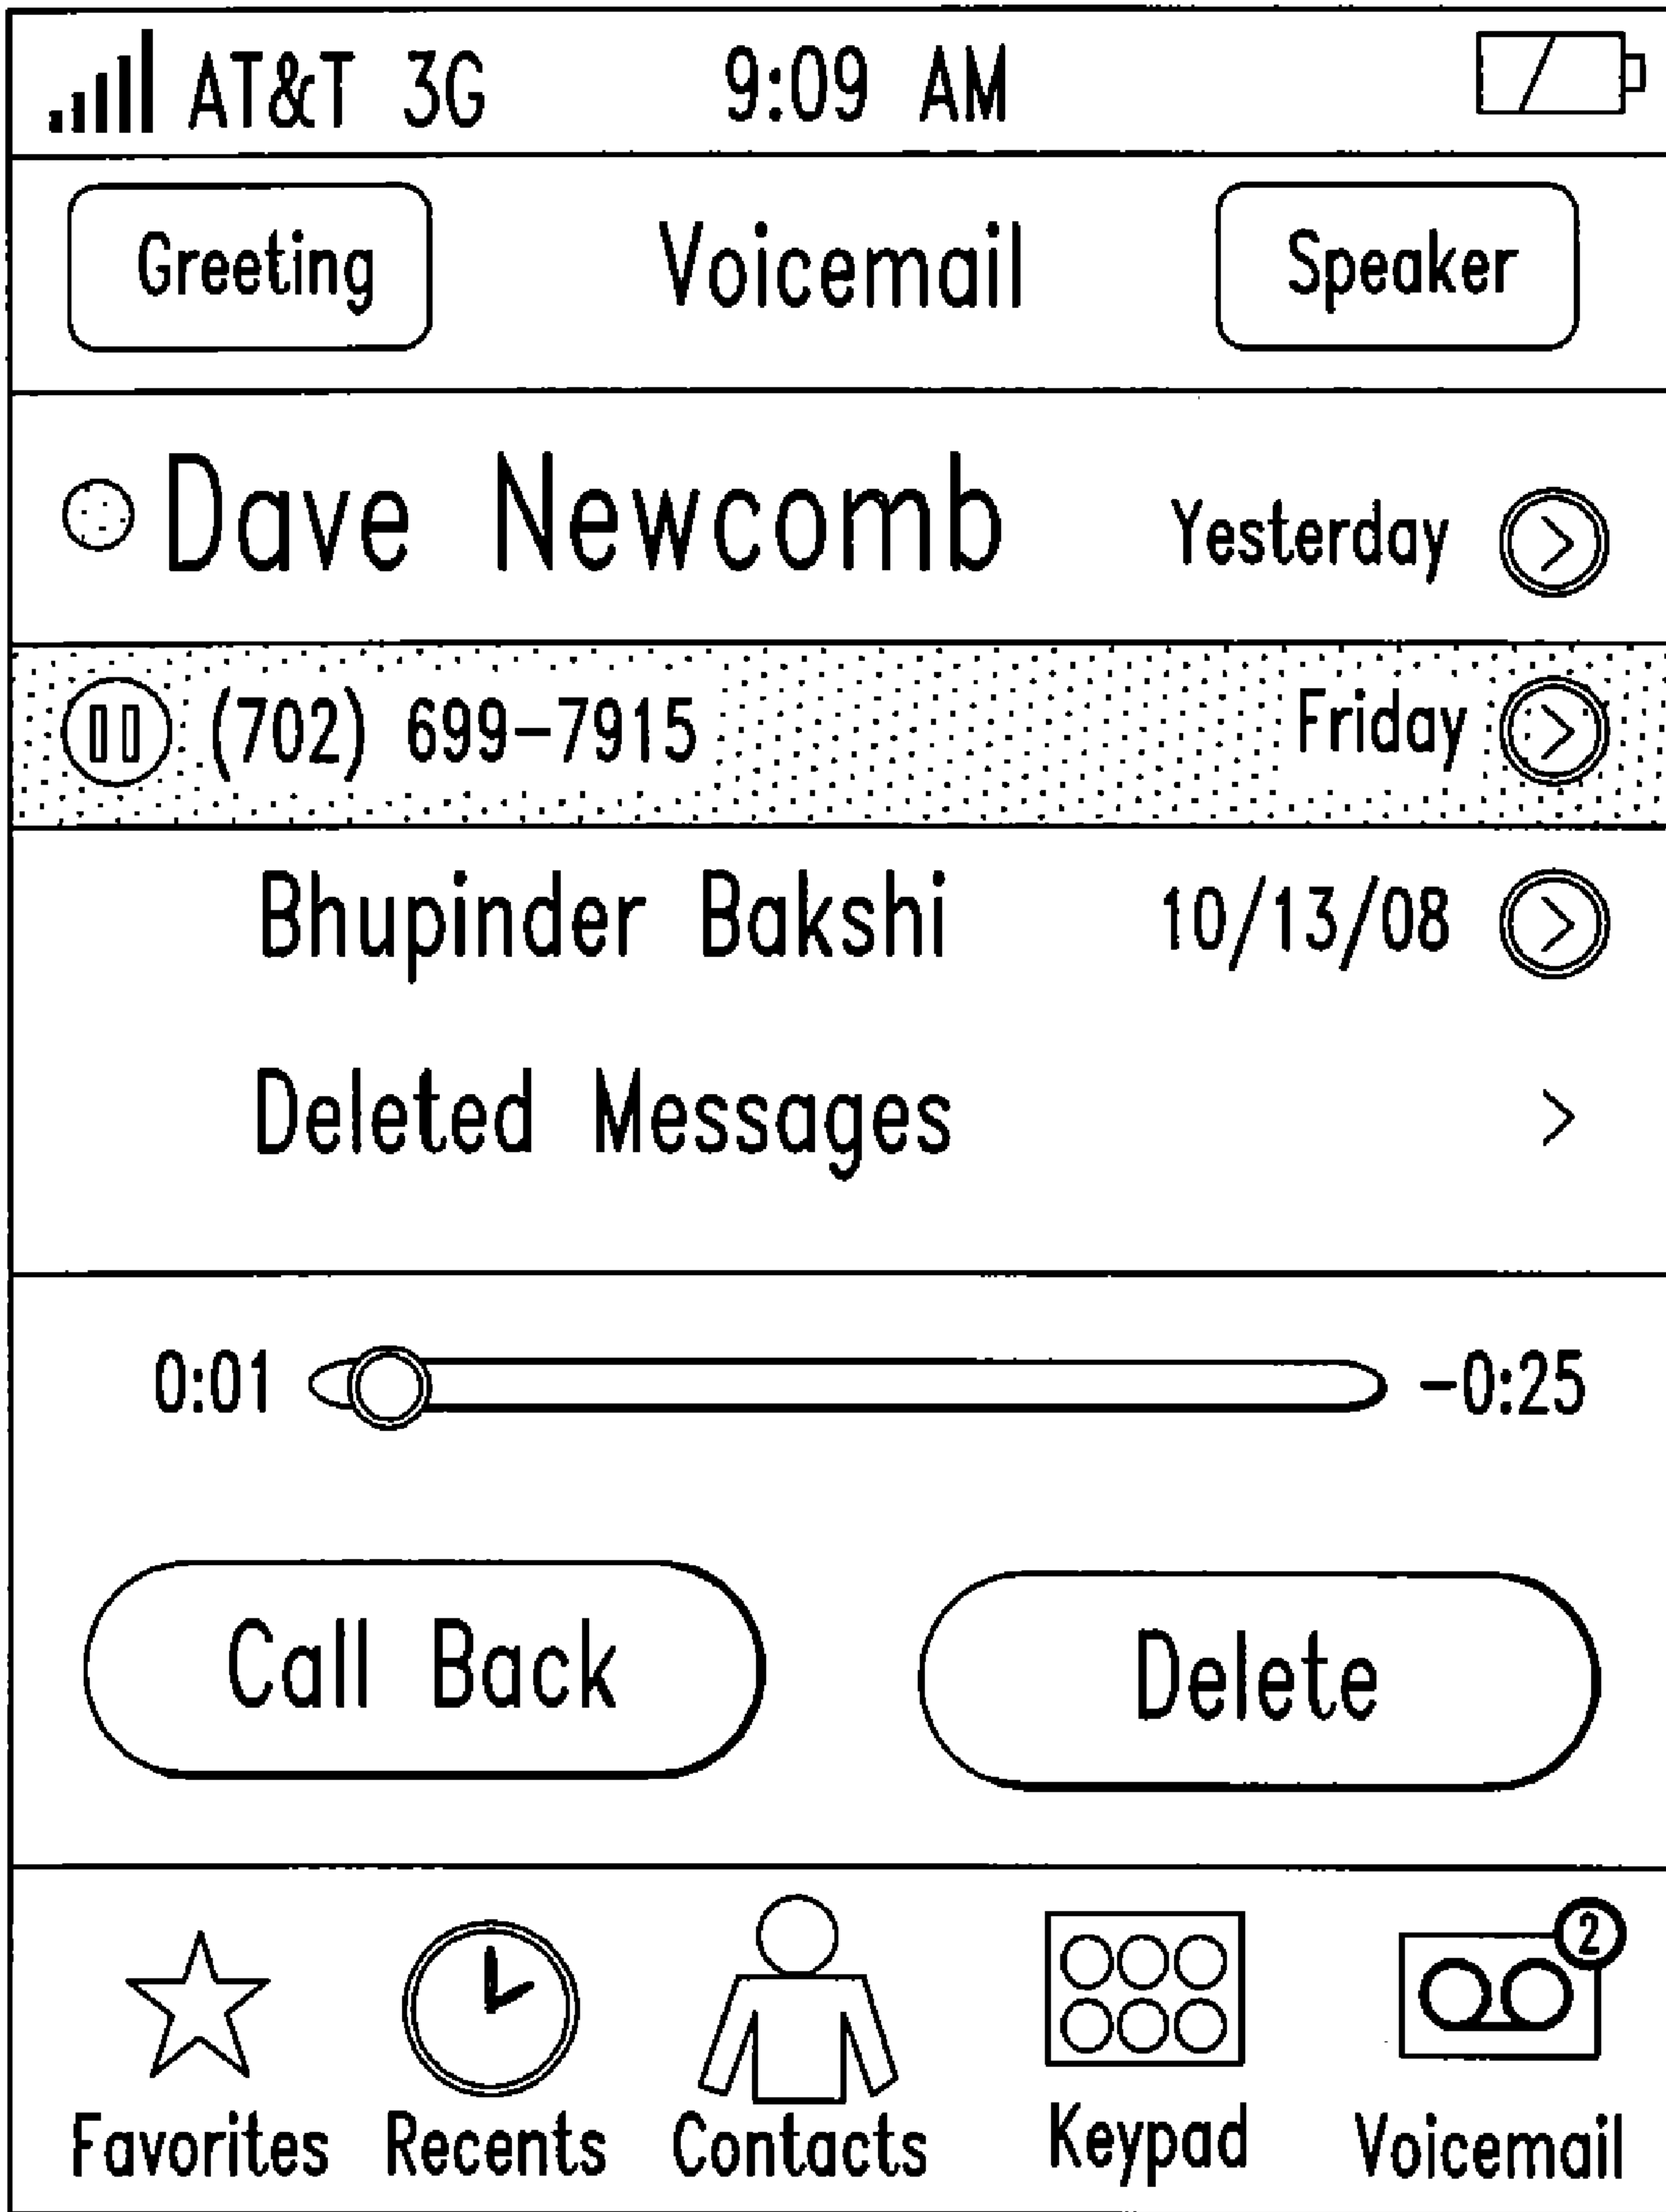 AT&T 3G 9:09 AM
Greeting Voicemail Speaker
Dave Newcomb Yesterday
(702) 699-7915 Friday
Bhupinder Bakshi 10/13/08
Deleted Messages
0:01 -0:25
Call Back Delete
2
Favorites Recents Contacts Keypad Voicemail